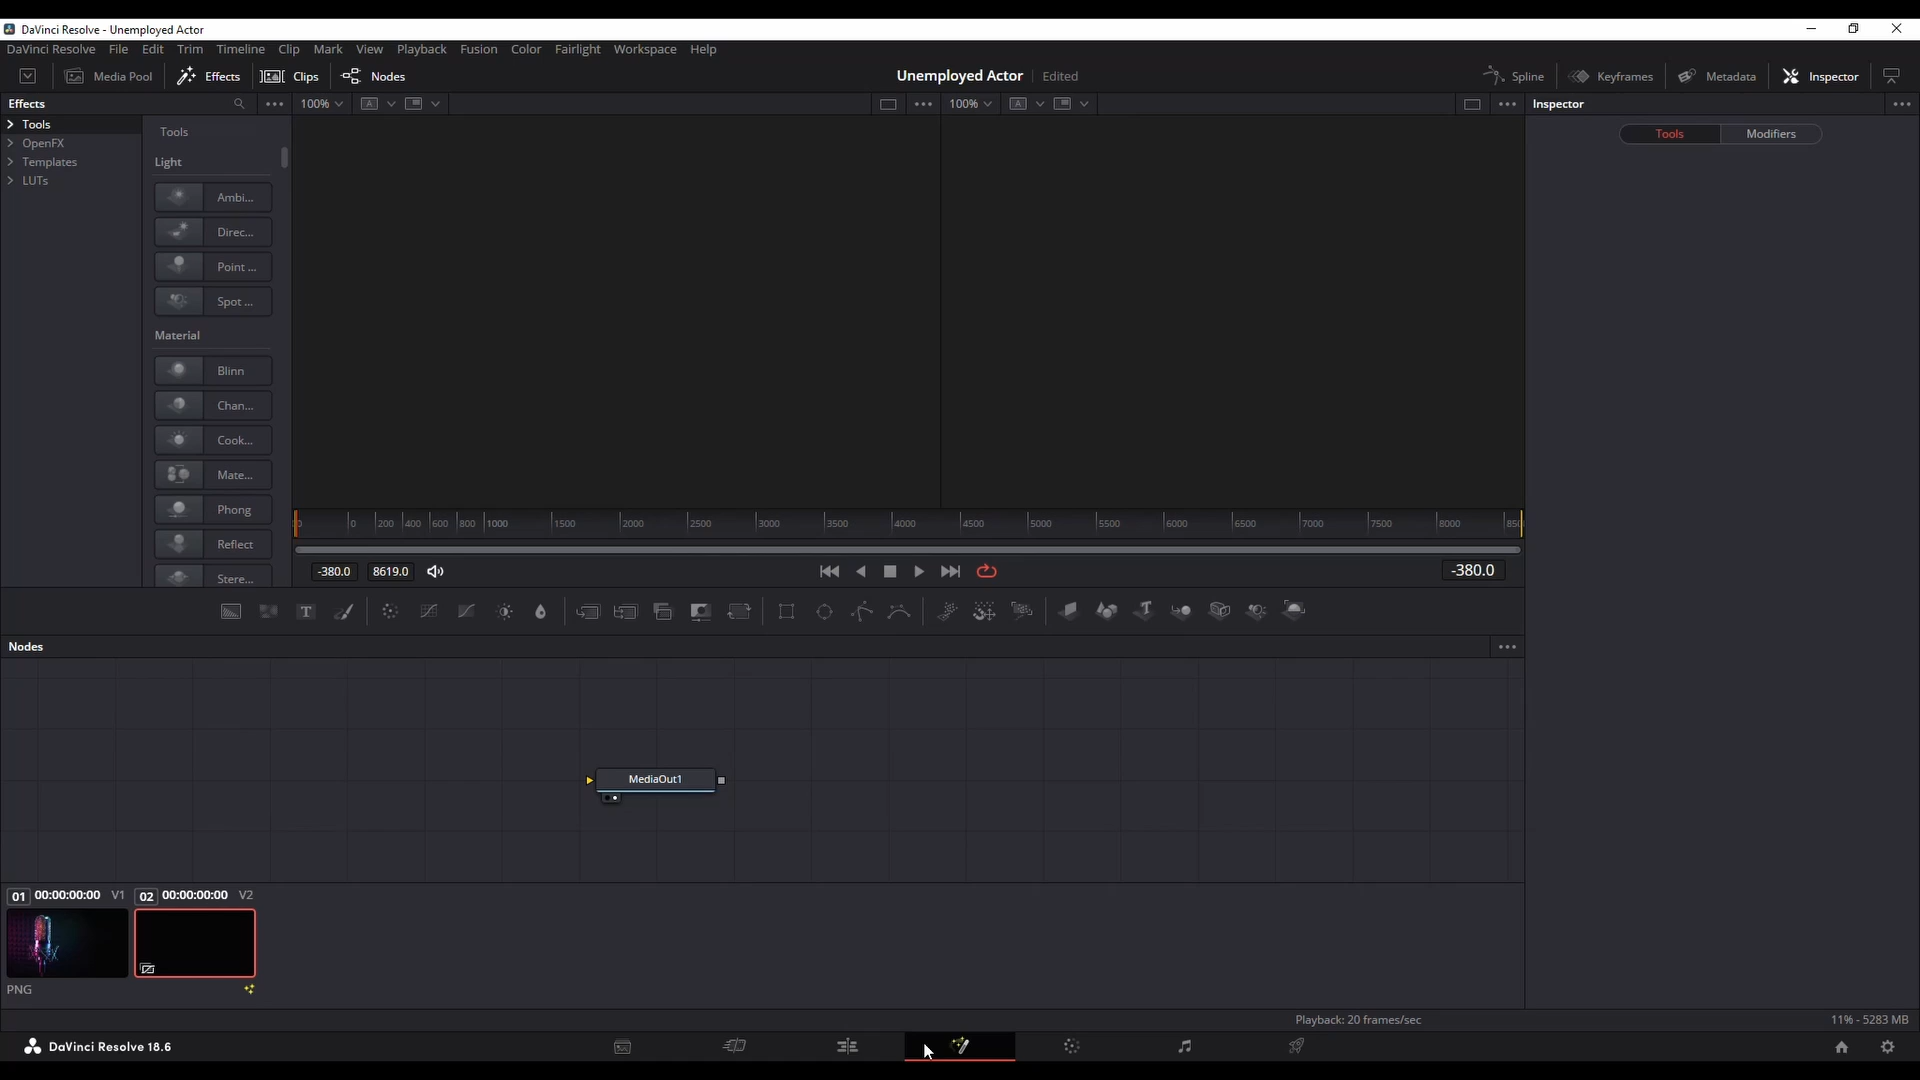 DaVinci Resolve - Unemployed Actor
DaVinci Resolve File Edit Trim Timeline Clip Mark View Playback Fusion Color Fairlight Workspace Help
Media Pool Effects Clips Nodes Unemployed Actor Edited Spline Keyframes Metadata Inspector
Effects 100% A 100% A Inspector
Tools
OpenFX
Templates
LUTs
Tools
Light
Ambi...
Direc...
Point ...
Spot ...
Material
Blinn
Chan...
Cook...
Mate...
Phong
Reflect
Stere...
Tools Modifiers
0 200 400 600 800 1000 1500 2000 2500 3000 3500 4000 4500 5000 5500 6000 6500 7000 7500 8000
-380.0 8619.0 -380.0
T T
Nodes
MediaOut1
01 00:00:00:00 V1 02 00:00:00:00 V2
PNG
Playback: 20 frames/sec 11% - 5283 MB
DaVinci Resolve 18.6